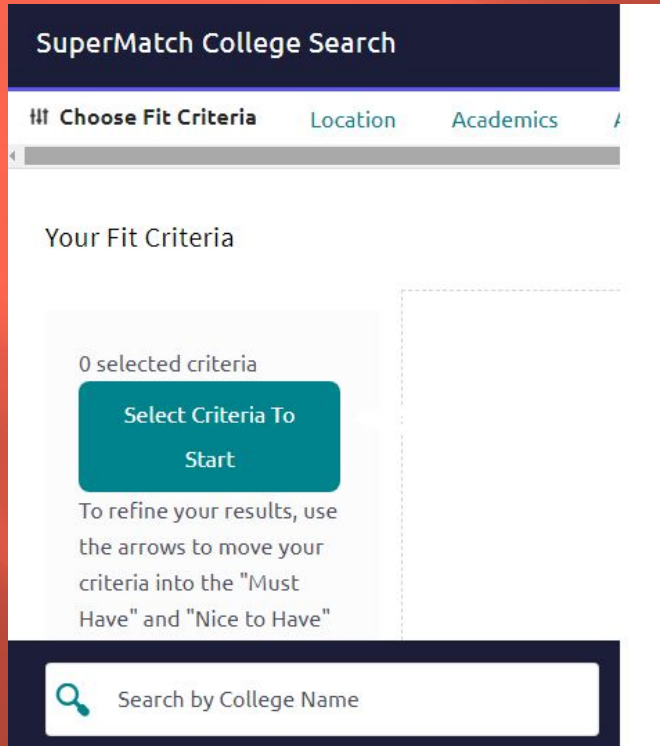 SuperMatch College Search
Choose Fit Criteria Location Academics A
Your Fit Criteria
0 selected criteria
Select Criteria To
Start
To refine your results, use
the arrows to move your
criteria into the "Must
Have" and "Nice to Have"
Search by College Name